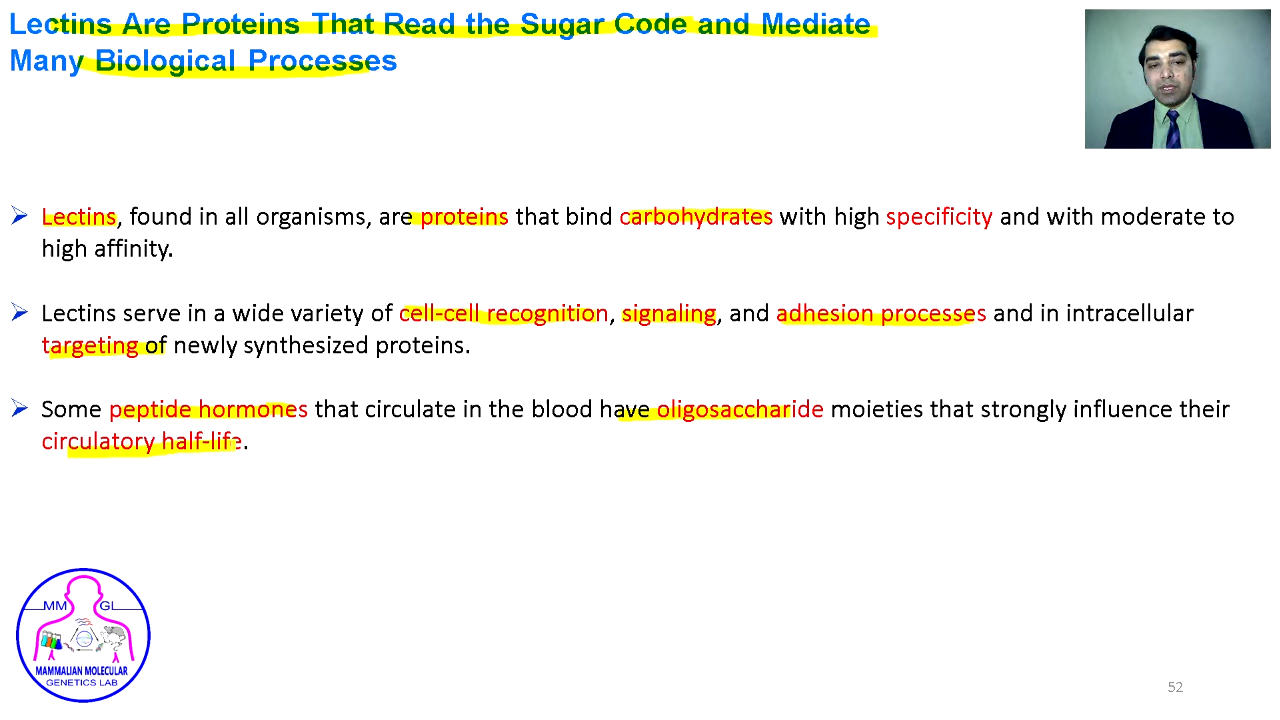 Lectins Are Proteins That Read the Sugar Code and Mediate
Many Biological Processes
Lectins, found in all organisms, are proteins that bind carbohydrates with high specificity and with moderate to
high affinity.
Lectins serve in a wide variety of cell-cell recognition, signaling, and adhesion processes and in intracellular
targeting of newly synthesized proteins.
Some peptide hormones that circulate in the blood have oligosaccharide moieties that strongly influence their
circulatory half-life.
MM GL
MAMMALIAN MOLECULAR
GENETICS LAB
52